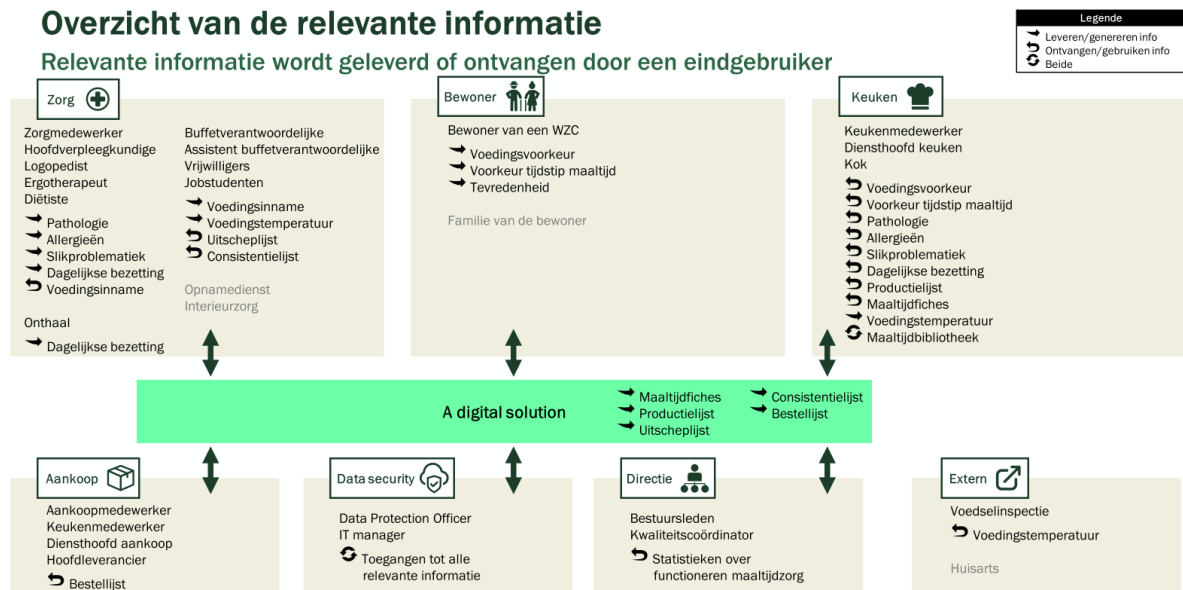 Overzicht van de relevante informatie
Relevante informatie wordt geleverd of ontvangen door een eindgebruiker
Legende
Leveren/genereren info
Ontvangen/gebruiken info
Beide
Zorg
Zorgmedewerker
Hoofdverpleegkundige
Logopedist
Ergotherapeut
Diëtiste
Pathologie
Allergieën
Slikproblematiek
Dagelijkse bezetting
Voedingsinname
Onthaal
Dagelijkse bezetting
Buffetverantwoordelijke
Assistent buffetverantwoordelijke
Vrijwilligers
Jobstudenten
Voedingsinname
Voedingstemperatuur
Uitscheplijst
Consistentielijst
Opnamedienst
Interieurzorg
Bewoner
Bewoner van een WZC
Voedingsvoorkeur
Voorkeur tijdstip maaltijd
Tevredenheid
Familie van de bewoner
Keuken
Keukenmedewerker
Diensthoofd keuken
Kok
Voedingsvoorkeur
Voorkeur tijdstip maaltijd
Pathologie
Allergieën
Slikproblematiek
Dagelijkse bezetting
Productielijst
Maaltijdfiches
Voedingstemperatuur
Maaltijdbibliotheek
A digital solution
Maaltijdfiches
Productielijst
Uitscheplijst
Consistentielijst
Bestellijst
Aankoop
Aankoopmedewerker
Keukenmedewerker
Diensthoofd aankoop
Hoofdleverancier
Bestellijst
Data security
Data Protection Officer
IT manager
Toegangen tot alle
relevante informatie
Directie
Bestuursleden
Kwaliteitscoördinator
Statistieken over
functioneren maaltijdzorg
Extern
Voedselinspectie
Voedingstemperatuur
Huisarts